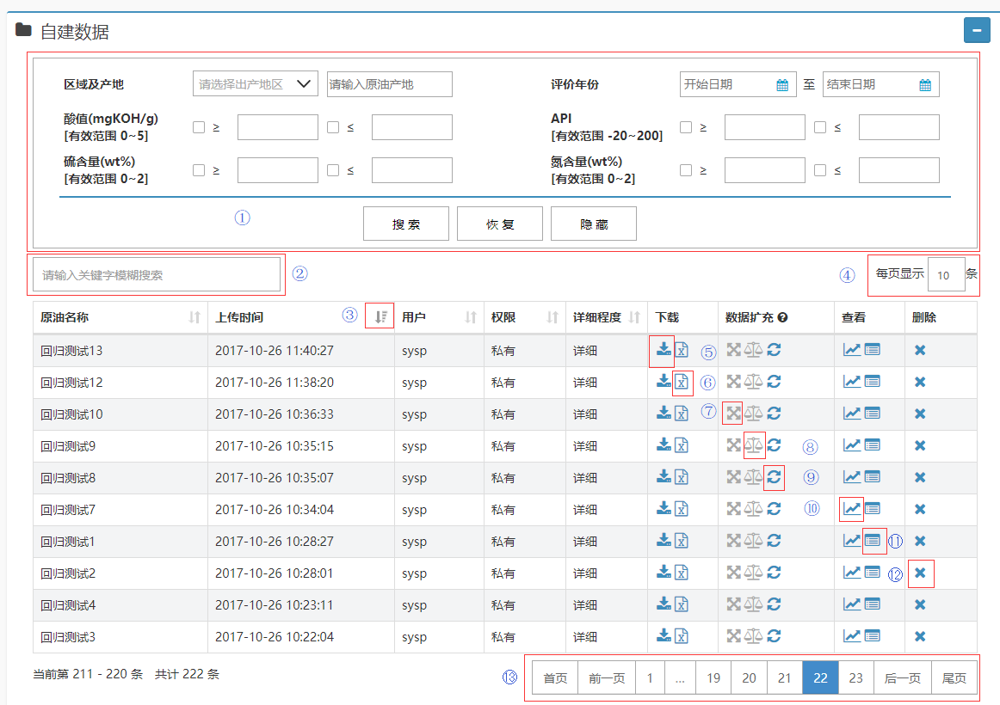 自建数据
区域及产地 请选择出产地区 请输入原油产地 评价年份 开始日期 至 结束日期
酸值(mgKOH/g) ≥ ≤ API ≥ ≤
[有效范围 0~5] [有效范围 -20~200]
硫含量(wt%) ≥ ≤ 氮含量(wt%) ≥ ≤
[有效范围 0~2] [有效范围 0~2]
① 搜 索 恢 复 隐 藏
请输入关键字模糊搜索 ② ④ 每页显示 10 条
原油名称 上传时间 ③ 用户 权限 详细程度 下载 数据扩充 查看 删除
回归测试13 2017-10-26 11:40:27 sysp 私有 详细 ⑤
回归测试12 2017-10-26 11:38:20 sysp 私有 详细 ⑥
回归测试10 2017-10-26 10:36:33 sysp 私有 详细 ⑦
回归测试9 2017-10-26 10:35:15 sysp 私有 详细 ⑧
回归测试8 2017-10-26 10:35:07 sysp 私有 详细 ⑨
回归测试7 2017-10-26 10:34:04 sysp 私有 详细 ⑩
回归测试1 2017-10-26 10:28:27 sysp 私有 详细 ⑪
回归测试2 2017-10-26 10:28:01 sysp 私有 详细 ⑫
回归测试4 2017-10-26 10:23:11 sysp 私有 详细
回归测试3 2017-10-26 10:22:04 sysp 私有 详细
当前第 211 - 220 条 共计 222 条 ⑬ 首页 前一页 1 ... 19 20 21 22 23 后一页 尾页